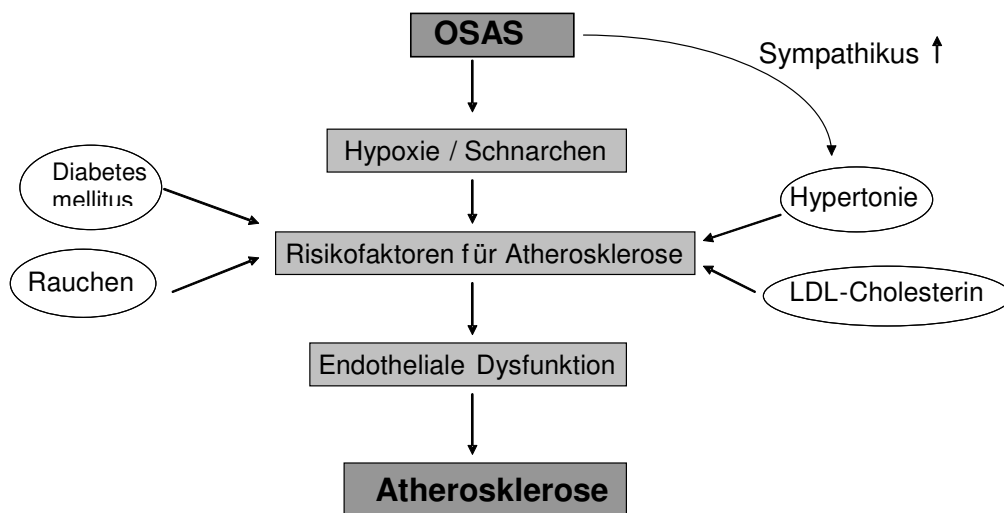 OSAS
Sympathikus ↑
Hypoxie / Schnarchen
Diabetes
mellitus
Hypertonie
Risikofaktoren für Atherosklerose
Rauchen
LDL-Cholesterin
Endotheliale Dysfunktion
Atherosklerose